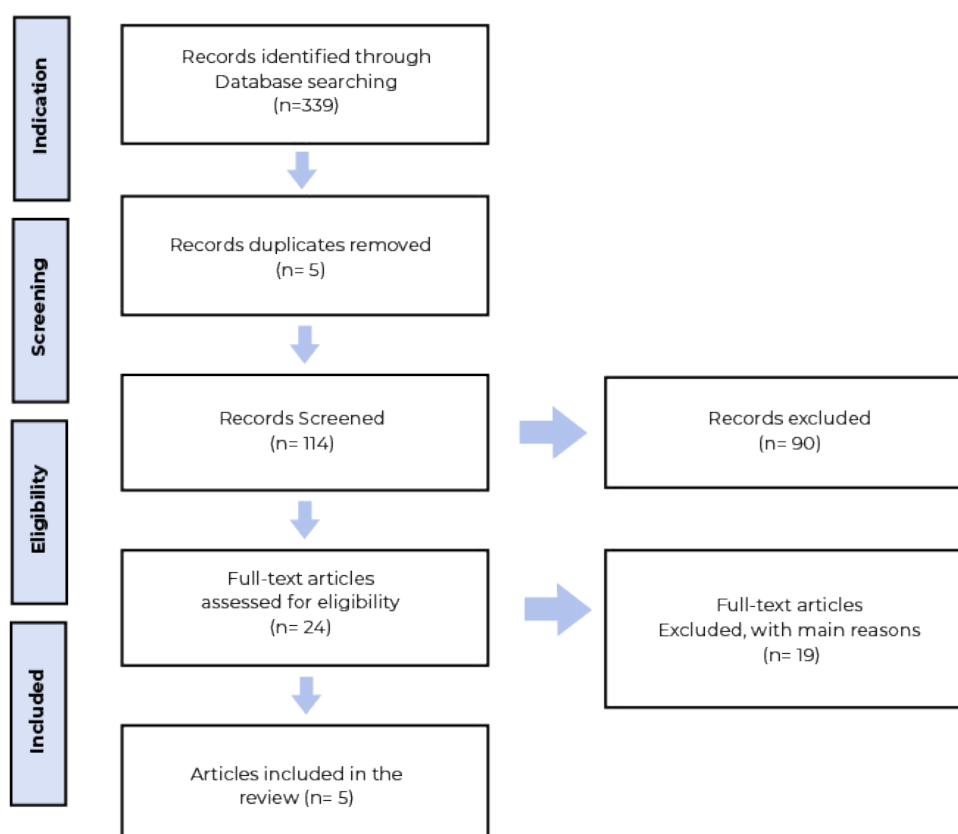 Indication
Records identified through
Database searching
(n=339)
Screening
Records duplicates removed
(n= 5)
Records Screened
(n= 114)
Records excluded
(n= 90)
Eligibility
Full-text articles
assessed for eligibility
(n= 24)
Full-text articles
Excluded, with main reasons
(n= 19)
Included
Articles included in the
review (n= 5)